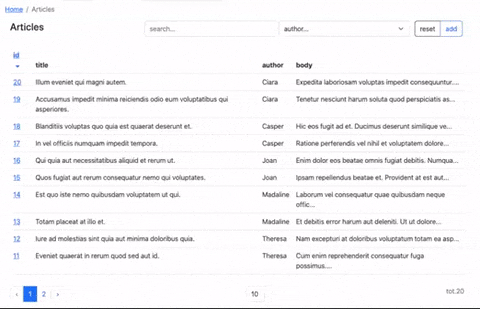 Home / Articles
Articles search... author... reset add
id title author body
20 Illum eveniet qui magni autem. Ciara Expedita laboriosam voluptas impedit consequuntur....
19 Accusamus impedit minima reiciendis odio eum voluptatibus qui Ciara Tenetur nesciunt harum soluta quod perspiciatis as...
asperiores.
18 Blanditiis voluptas quo quia est quaerat deserunt et. Casper Hic eos fugit ad et. Ducimus deserunt similique ve...
17 In vel officiis numquam impedit tempora. Casper Ratione perferendis vel nihil et voluptatem dolore...
16 Qui quia aut necessitatibus aliquid et rerum ut. Joan Enim dolor eos beatae omnis fugiat debitis. Numqua...
15 Quos fugiat aut rerum consequatur nemo qui voluptates. Joan Ipsam repellendus beatae et. Provident at est aut...
14 Est quo iste nemo quibusdam voluptatem ut qui. Madaline Laborum vel consequatur quae quibusdam neque
offic...
13 Totam placeat at illo et. Madaline Et debitis error harum aut deleniti. Ut ut dolore...
12 Iure ad molestias sint quia aut minima doloribus quia. Theresa Nam excepturi at doloribus voluptatum totam ea asp...
11 Eveniet quaerat in rerum quod sed aut id. Theresa Cum enim reprehenderit consequatur fuga
possimus....
‹ 1 2 › 10 tot.20